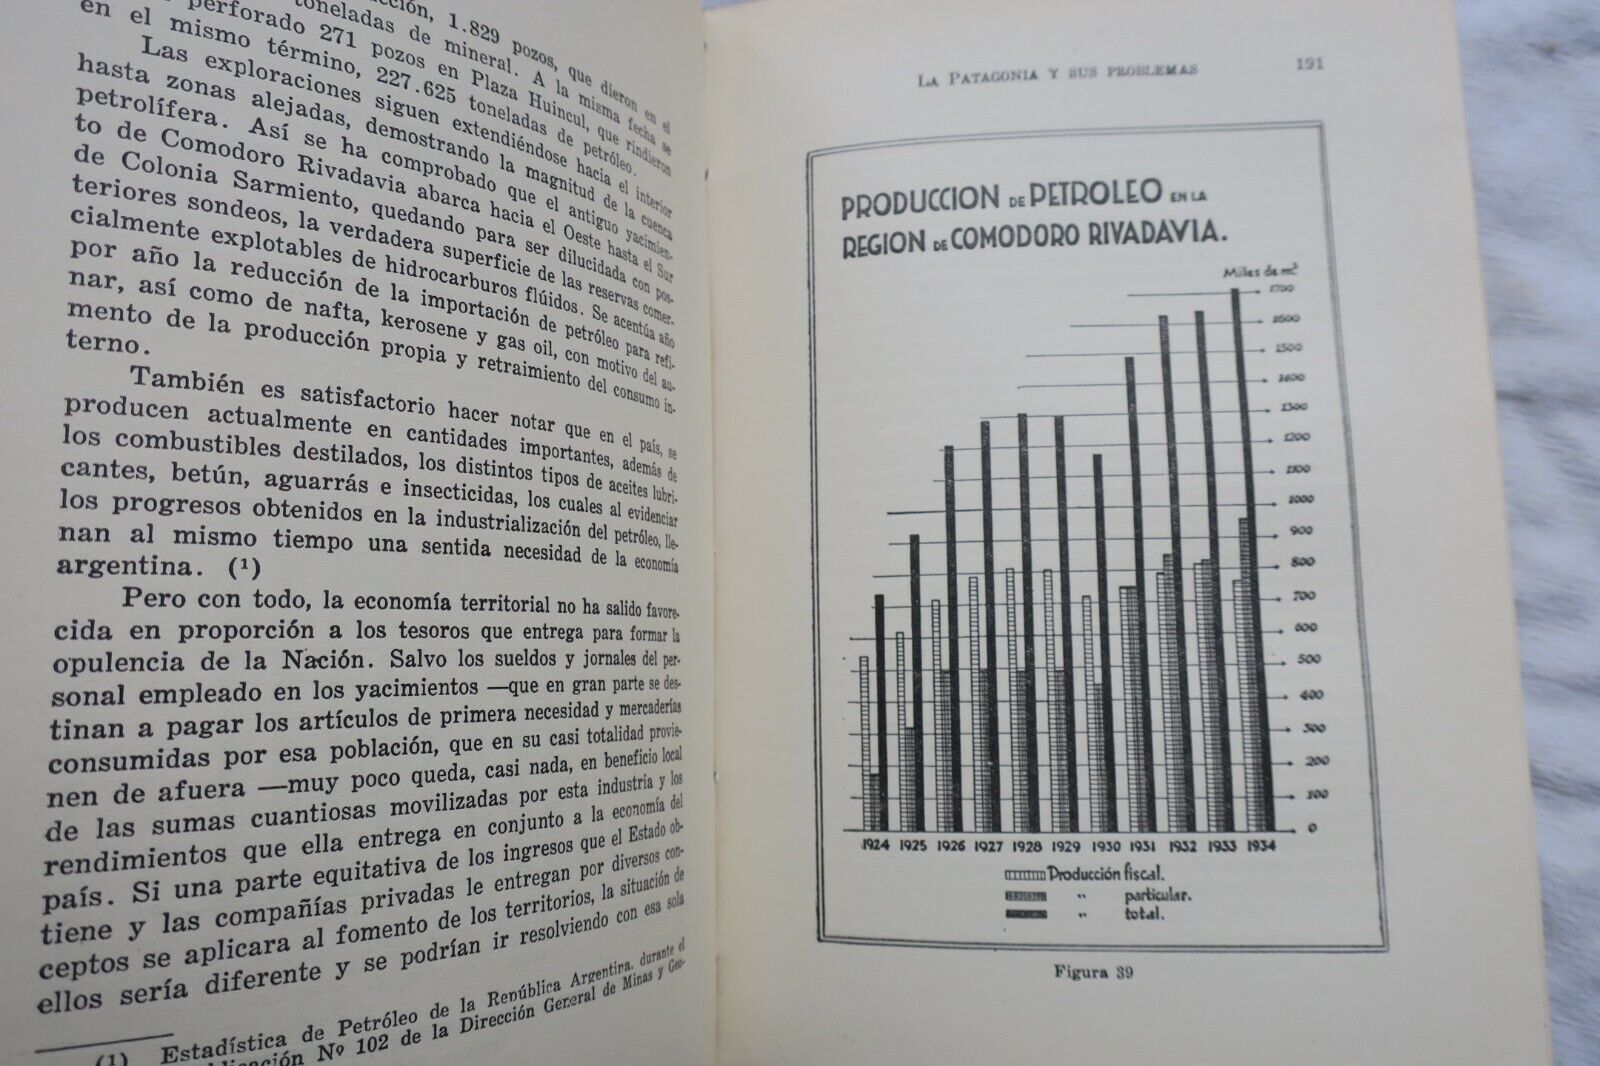 cción, 1.829 pozos, que dieron en el
toneladas de mineral. A la misma fecha se
perforado 271 pozos en Plaza Huincul, que rindieron
en el mismo término, 227.625 toneladas de petróleo.
Las exploraciones siguen extendiéndose hacia el interior
hasta zonas alejadas, demostrando la magnitud de la cuenca
petrolífera. Así se ha comprobado que el antiguo yacimien-
to de Comodoro Rivadavia abarca hacia el Oeste hasta el Sur
de Colonia Sarmiento, quedando para ser dilucidada con pos-
teriores sondeos, la verdadera superficie de las reservas comer-
cialmente explotables de hidrocarburos flúidos. Se acentúa año
por año la reducción de la importación de petróleo para refi-
nar, así como de nafta, kerosene y gas oil, con motivo del au-
mento de la producción propia y retraimiento del consumo in-
terno.
También es satisfactorio hacer notar que en el país, se
producen actualmente en cantidades importantes, además de
los combustibles destilados, los distintos tipos de aceites lubri-
cantes, betún, aguarrás e insecticidas, los cuales al evidenciar
los progresos obtenidos en la industrialización del petróleo, lle-
nan al mismo tiempo una sentida necesidad de la economía
argentina. (¹)
Pero con todo, la economía territorial no ha salido favore-
cida en proporción a los tesoros que entrega para formar la
opulencia de la Nación. Salvo los sueldos y jornales del per-
sonal empleado en los yacimientos —que en gran parte se des-
tinan a pagar los artículos de primera necesidad y mercaderías
consumidas por esa población, que en su casi totalidad provie-
nen de afuera —muy poco queda, casi nada, en beneficio local
de las sumas cuantiosas movilizadas por esta industria y los
rendimientos que ella entrega en conjunto a la economía del
país. Si una parte equitativa de los ingresos que el Estado ob-
tiene y las compañías privadas le entregan por diversos con-
ceptos se aplicara al fomento de los territorios, la situación de
ellos sería diferente y se podrían ir resolviendo con esa sola
(1) Estadística de Petróleo de la República Argentina, durante el
blicación Nº 102 de la Dirección General de Minas y Geo-
LA PATAGONIA Y SUS PROBLEMAS 191
PRODUCCION DE PETROLEO EN LA
REGION DE COMODORO RIVADAVIA.
Miles de m³
1700
1600
1500
1400
1300
1200
1100
1000
900
800
700
600
500
400
300
200
100
0
1924 1925 1926 1927 1928 1929 1930 1931 1932 1933 1934
Producción fiscal.
" particular.
" total.
Figura 39